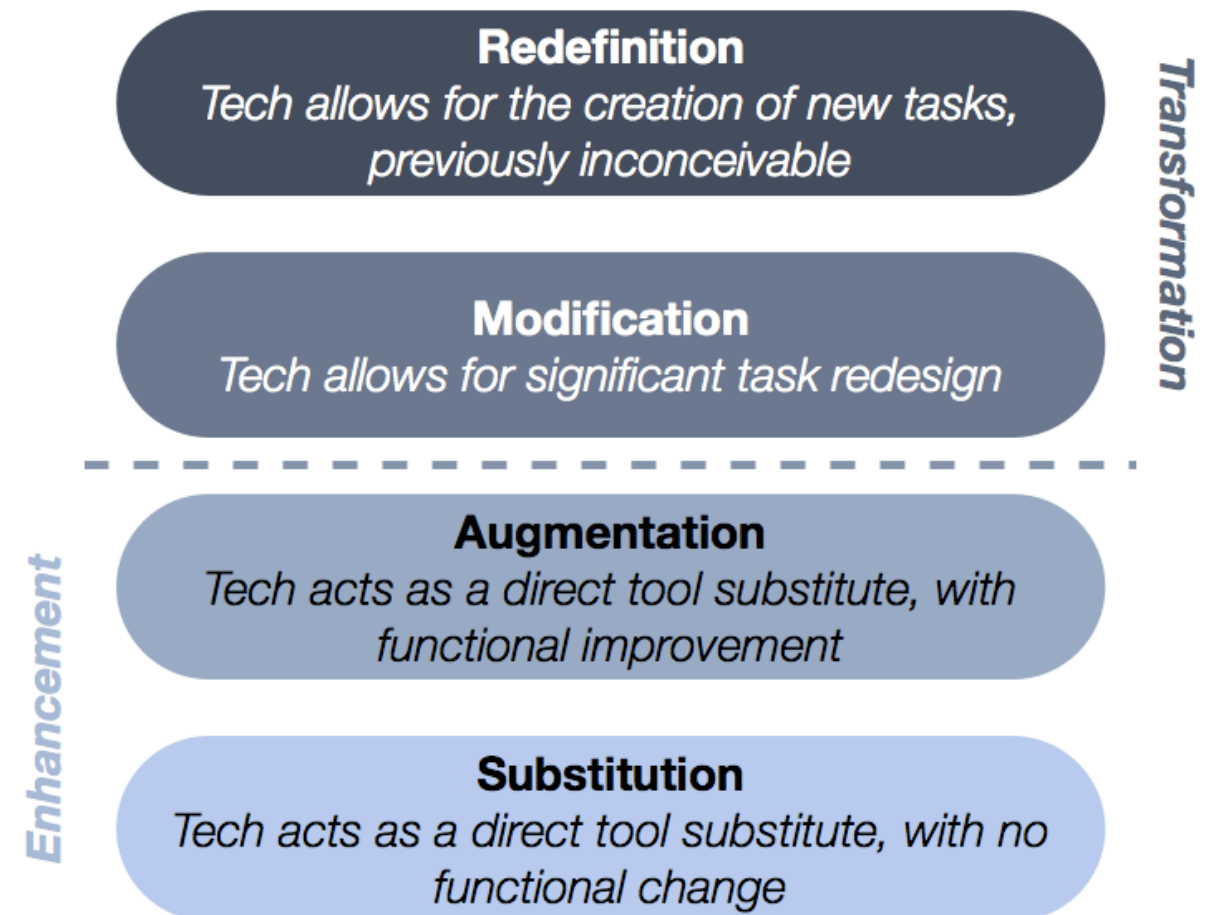 Redefinition
Tech allows for the creation of new tasks,
previously inconceivable
Transformation
Modification
Tech allows for significant task redesign
Augmentation
Tech acts as a direct tool substitute, with
functional improvement
Enhancement
Substitution
Tech acts as a direct tool substitute, with no
functional change